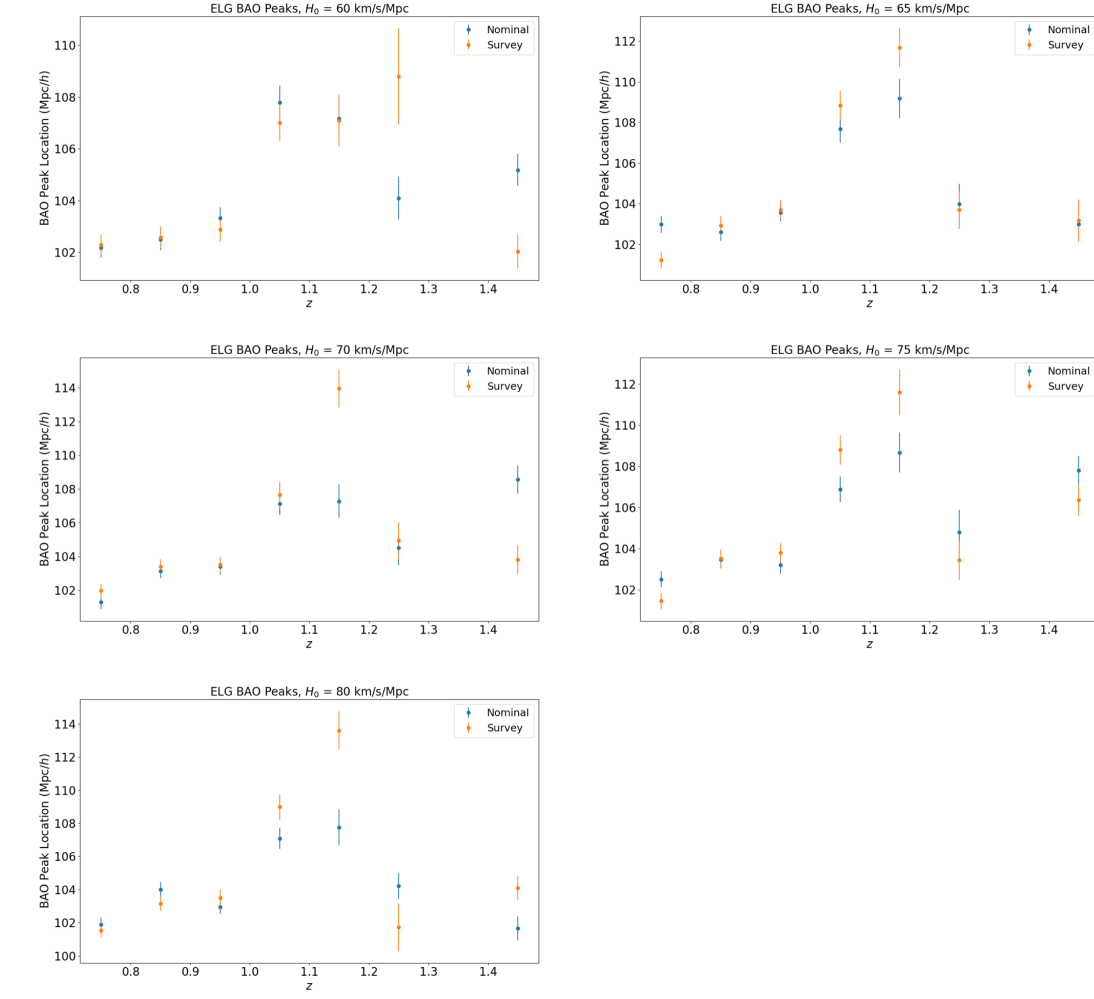 ELG BAO Peaks, H₀ = 60 km/s/Mpc
Nominal
Survey
BAO Peak Location (Mpc/h)
110
108
106
104
102
0.8 0.9 1.0 1.1 1.2 1.3 1.4
z
ELG BAO Peaks, H₀ = 65 km/s/Mpc
Nominal
Survey
BAO Peak Location (Mpc/h)
112
110
108
106
104
102
0.8 0.9 1.0 1.1 1.2 1.3 1.4
z
ELG BAO Peaks, H₀ = 70 km/s/Mpc
Nominal
Survey
BAO Peak Location (Mpc/h)
114
112
110
108
106
104
102
0.8 0.9 1.0 1.1 1.2 1.3 1.4
z
ELG BAO Peaks, H₀ = 75 km/s/Mpc
Nominal
Survey
BAO Peak Location (Mpc/h)
112
110
108
106
104
102
0.8 0.9 1.0 1.1 1.2 1.3 1.4
z
ELG BAO Peaks, H₀ = 80 km/s/Mpc
Nominal
Survey
BAO Peak Location (Mpc/h)
114
112
110
108
106
104
102
100
0.8 0.9 1.0 1.1 1.2 1.3 1.4
z